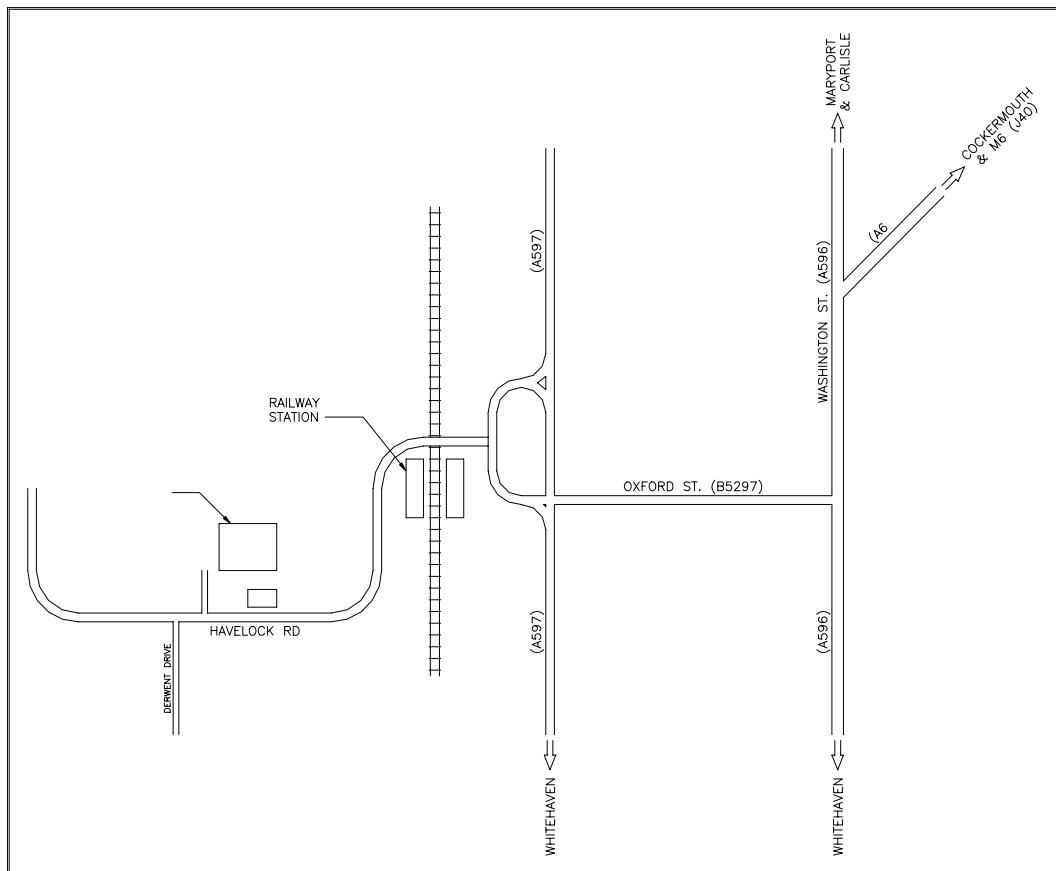 MARYPORT
& CARLISLE
COCKERMOUTH
& M6 (J40)
(A6
(A597)
WASHINGTON ST. (A596)
RAILWAY
STATION
OXFORD ST. (B5297)
HAVELOCK RD
DERWENT DRIVE
(A597)
(A596)
WHITEHAVEN
WHITEHAVEN